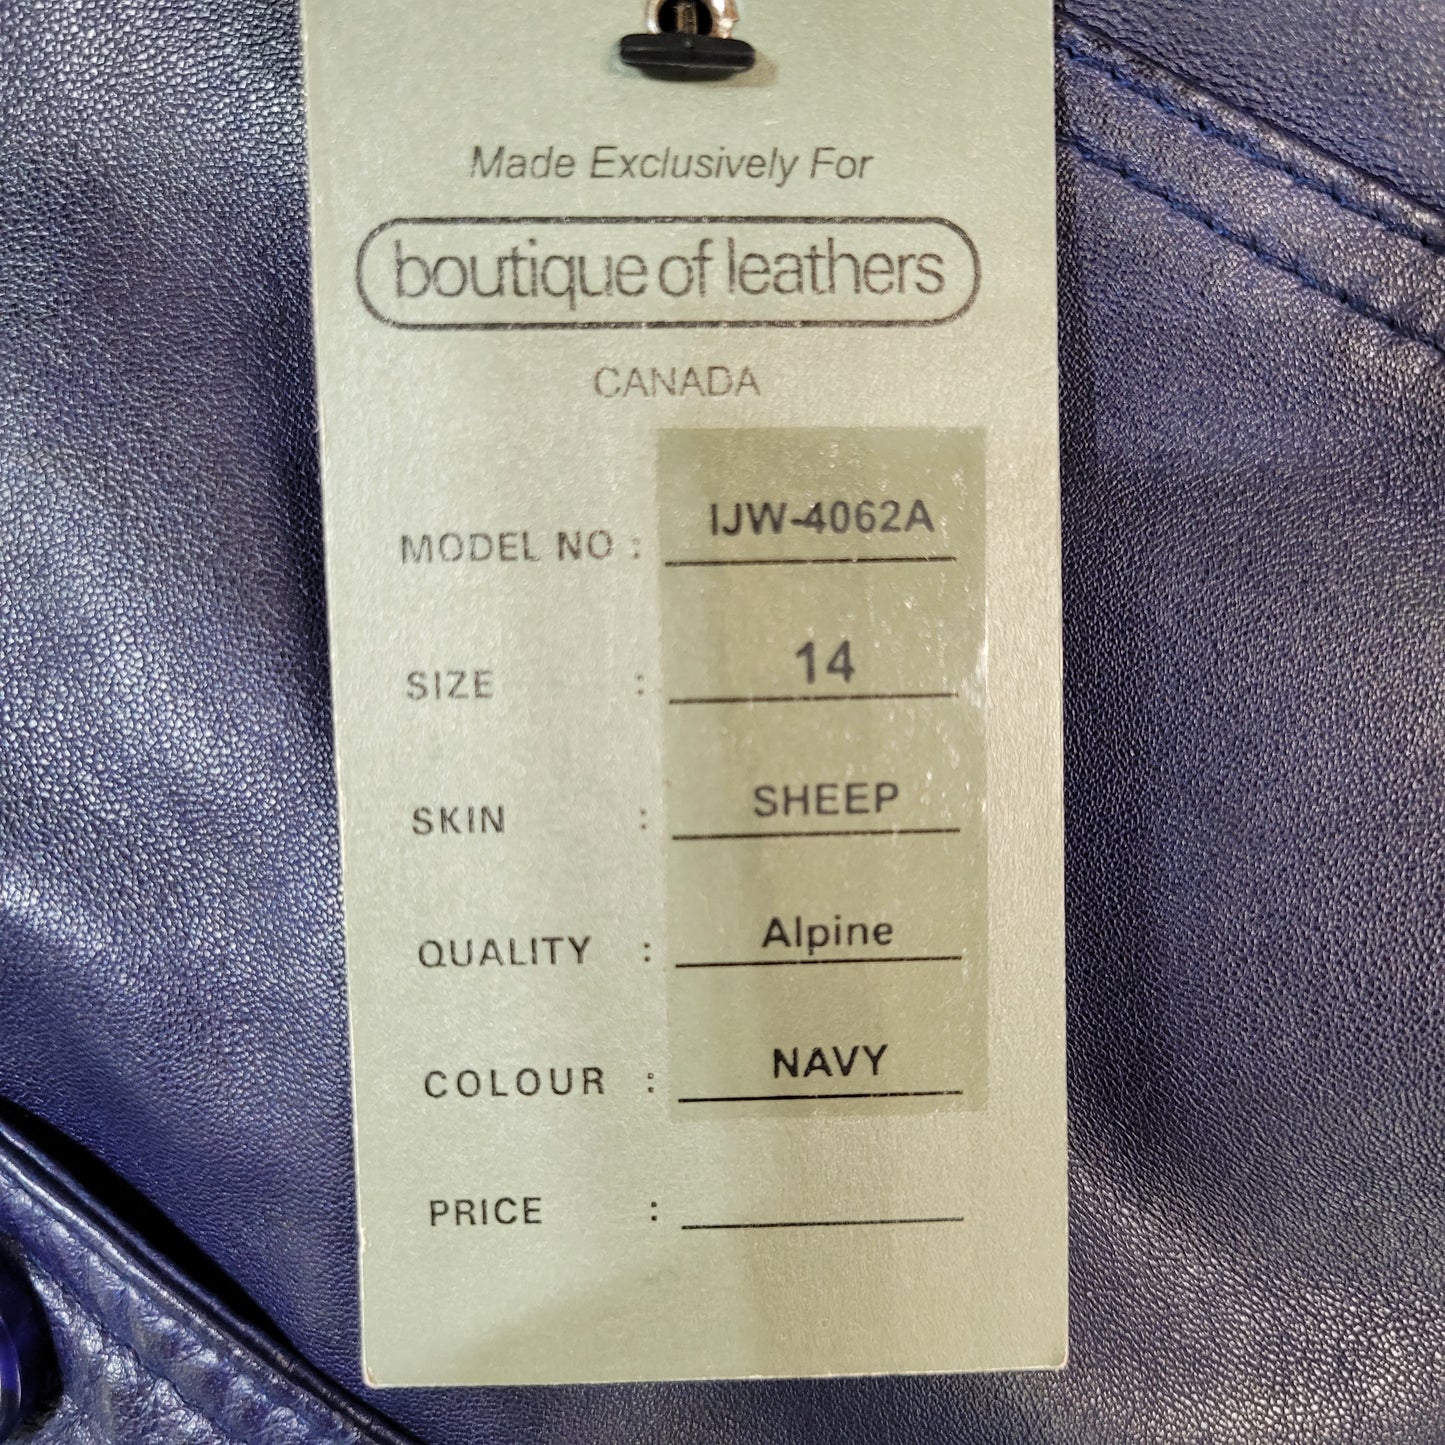 Made Exclusively For
boutique of leathers
CANADA
MODEL NO : IJW-4062A
SIZE : 14
SKIN : SHEEP
QUALITY : Alpine
COLOUR : NAVY
PRICE :